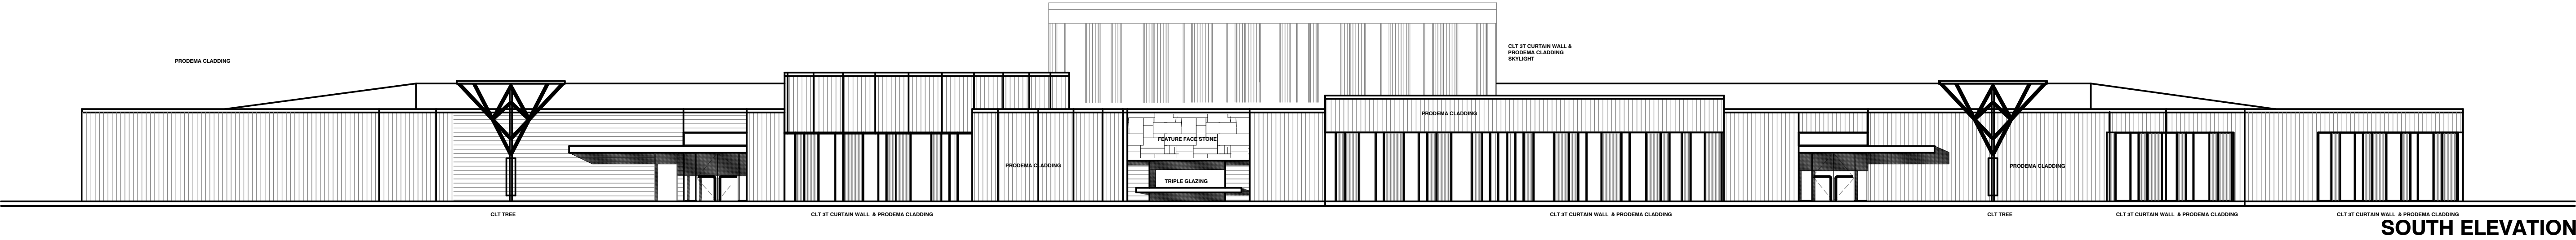 CLT 3T CURTAIN WALL &
PRODEMA CLADDING
SKYLIGHT
PRODEMA CLADDING
PRODEMA CLADDING
FEATURE FACE STONE
PRODEMA CLADDING
PRODEMA CLADDING
TRIPLE GLAZING
CLT TREE
CLT 3T CURTAIN WALL & PRODEMA CLADDING
CLT 3T CURTAIN WALL & PRODEMA CLADDING
CLT TREE
CLT 3T CURTAIN WALL & PRODEMA CLADDING
CLT 3T CURTAIN WALL & PRODEMA CLADDING
SOUTH ELEVATION